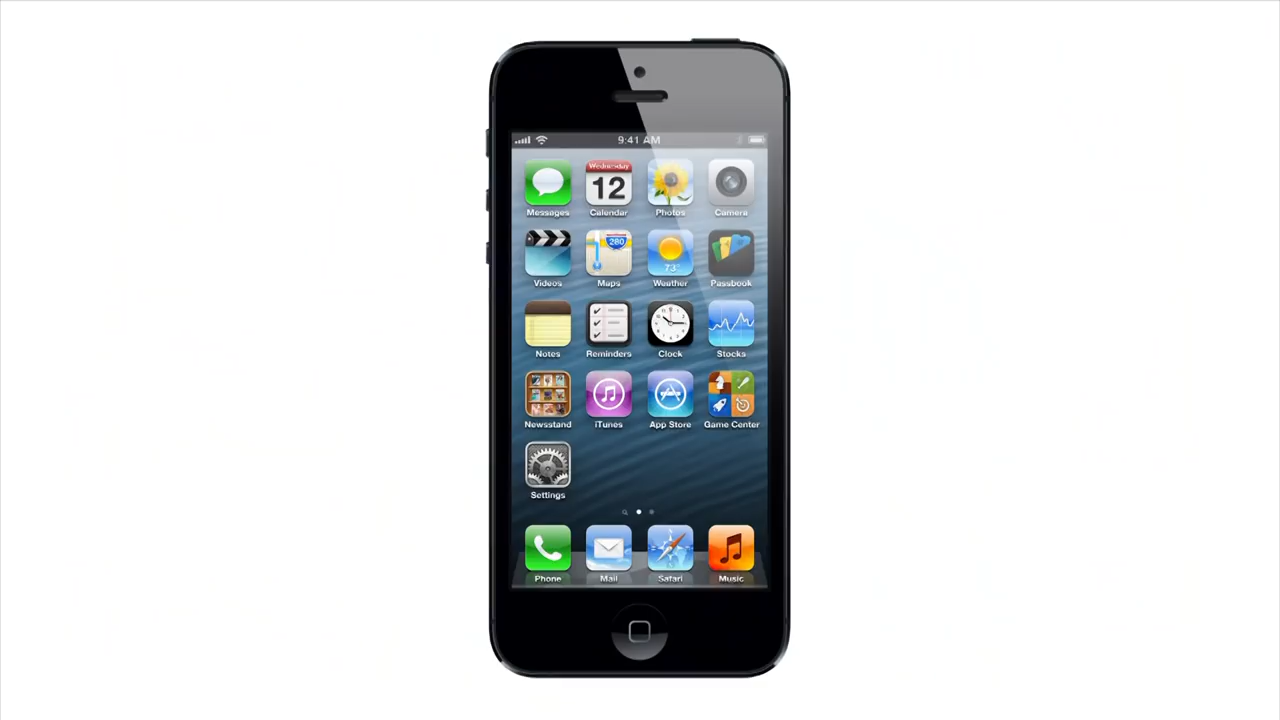 9:41 AM
Wednesday
12
280
73°
Messages Calendar Photos Camera
Videos Maps Weather Passbook
Notes Reminders Clock Stocks
Newsstand iTunes App Store Game Center
Settings
Phone Mail Safari Music